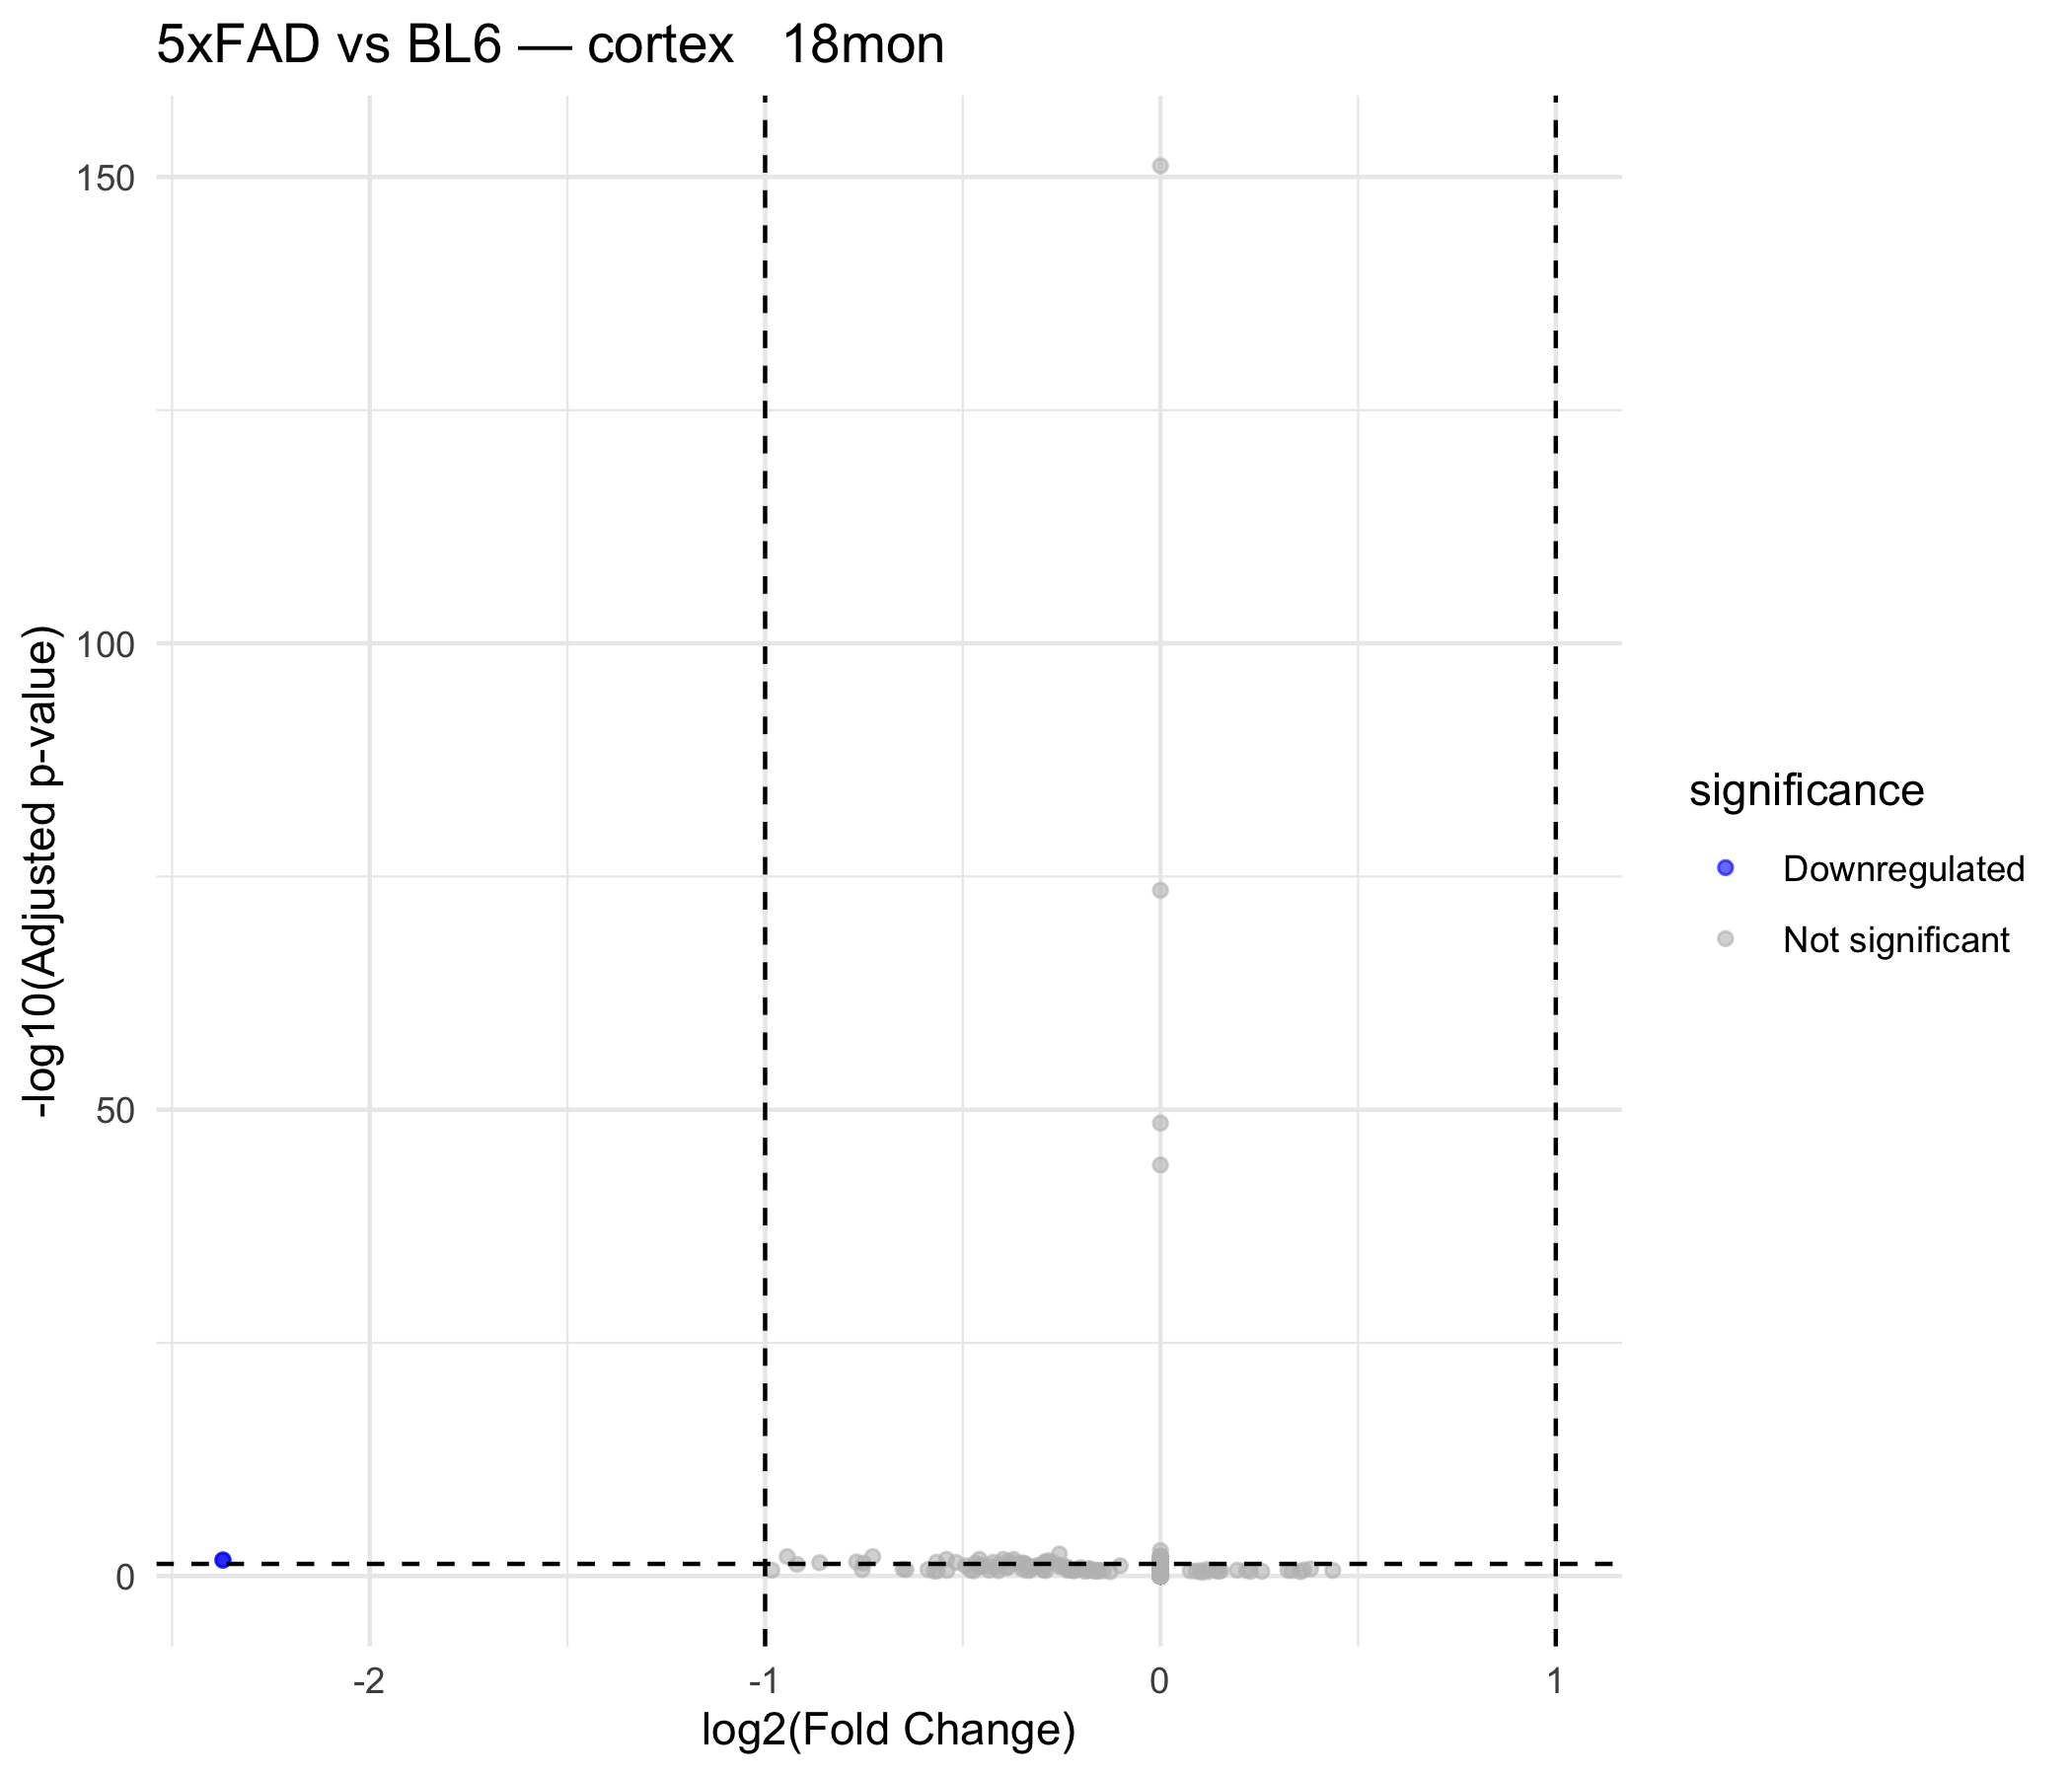 5xFAD vs BL6 — cortex 18mon
-log10(Adjusted p-value)
150
100
50
0
-2
-1
0
1
log2(Fold Change)
significance
Downregulated
Not significant